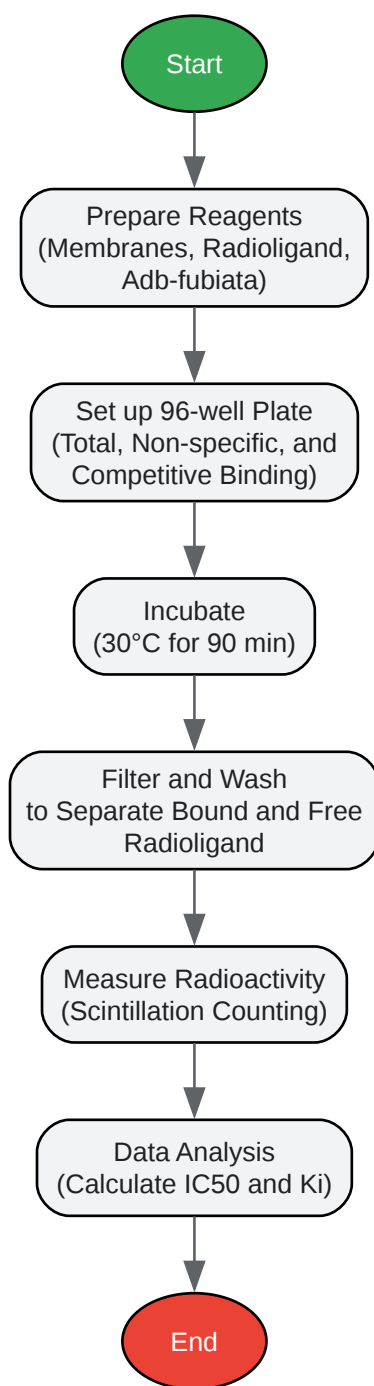 Start
Prepare Reagents
(Membranes, Radioligand,
Adb-fubiata)
Set up 96-well Plate
(Total, Non-specific, and
Competitive Binding)
Incubate
(30°C for 90 min)
Filter and Wash
to Separate Bound and Free
Radioligand
Measure Radioactivity
(Scintillation Counting)
Data Analysis
(Calculate IC50 and Ki)
End